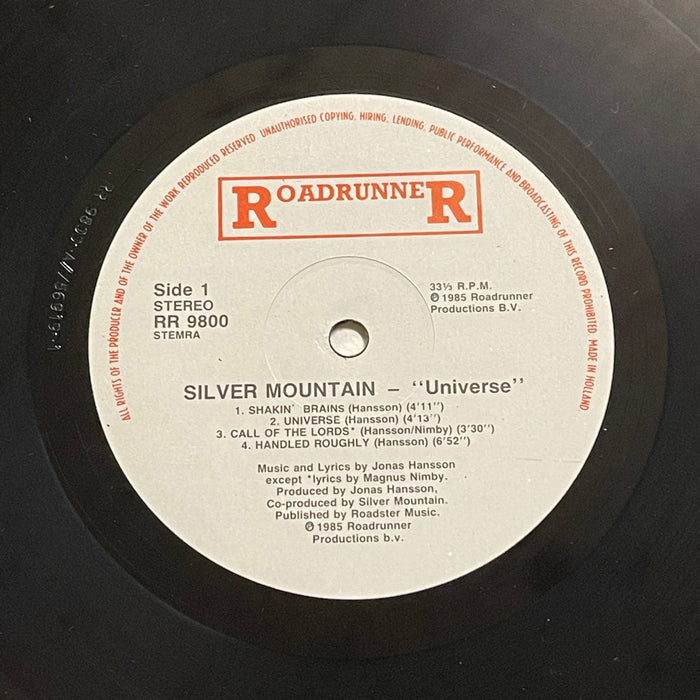 ALL RIGHTS OF THE PRODUCER AND OF THE OWNER OF THE WORK REPRODUCED RESERVED. UNAUTHORISED COPYING, HIRING, LENDING, PUBLIC PERFORMANCE AND BROADCASTING OF THIS RECORD PROHIBITED. MADE IN HOLLAND
ROADRUNNER
Side 1
STEREO
RR 9800
STEMRA
33⅓ R.P.M.
℗ 1985 Roadrunner
Productions B.V.
SILVER MOUNTAIN – "Universe"
1. SHAKIN' BRAINS (Hansson) (4'11")
2. UNIVERSE (Hansson) (4'13")
3. CALL OF THE LORDS* (Hansson/Nimby) (3'30")
4. HANDLED ROUGHLY (Hansson) (6'52")
Music and Lyrics by Jonas Hansson
except *lyrics by Magnus Nimby.
Produced by Jonas Hansson,
Co-produced by Silver Mountain.
Published by Roadster Music.
℗ 1985 Roadrunner
Productions b.v.